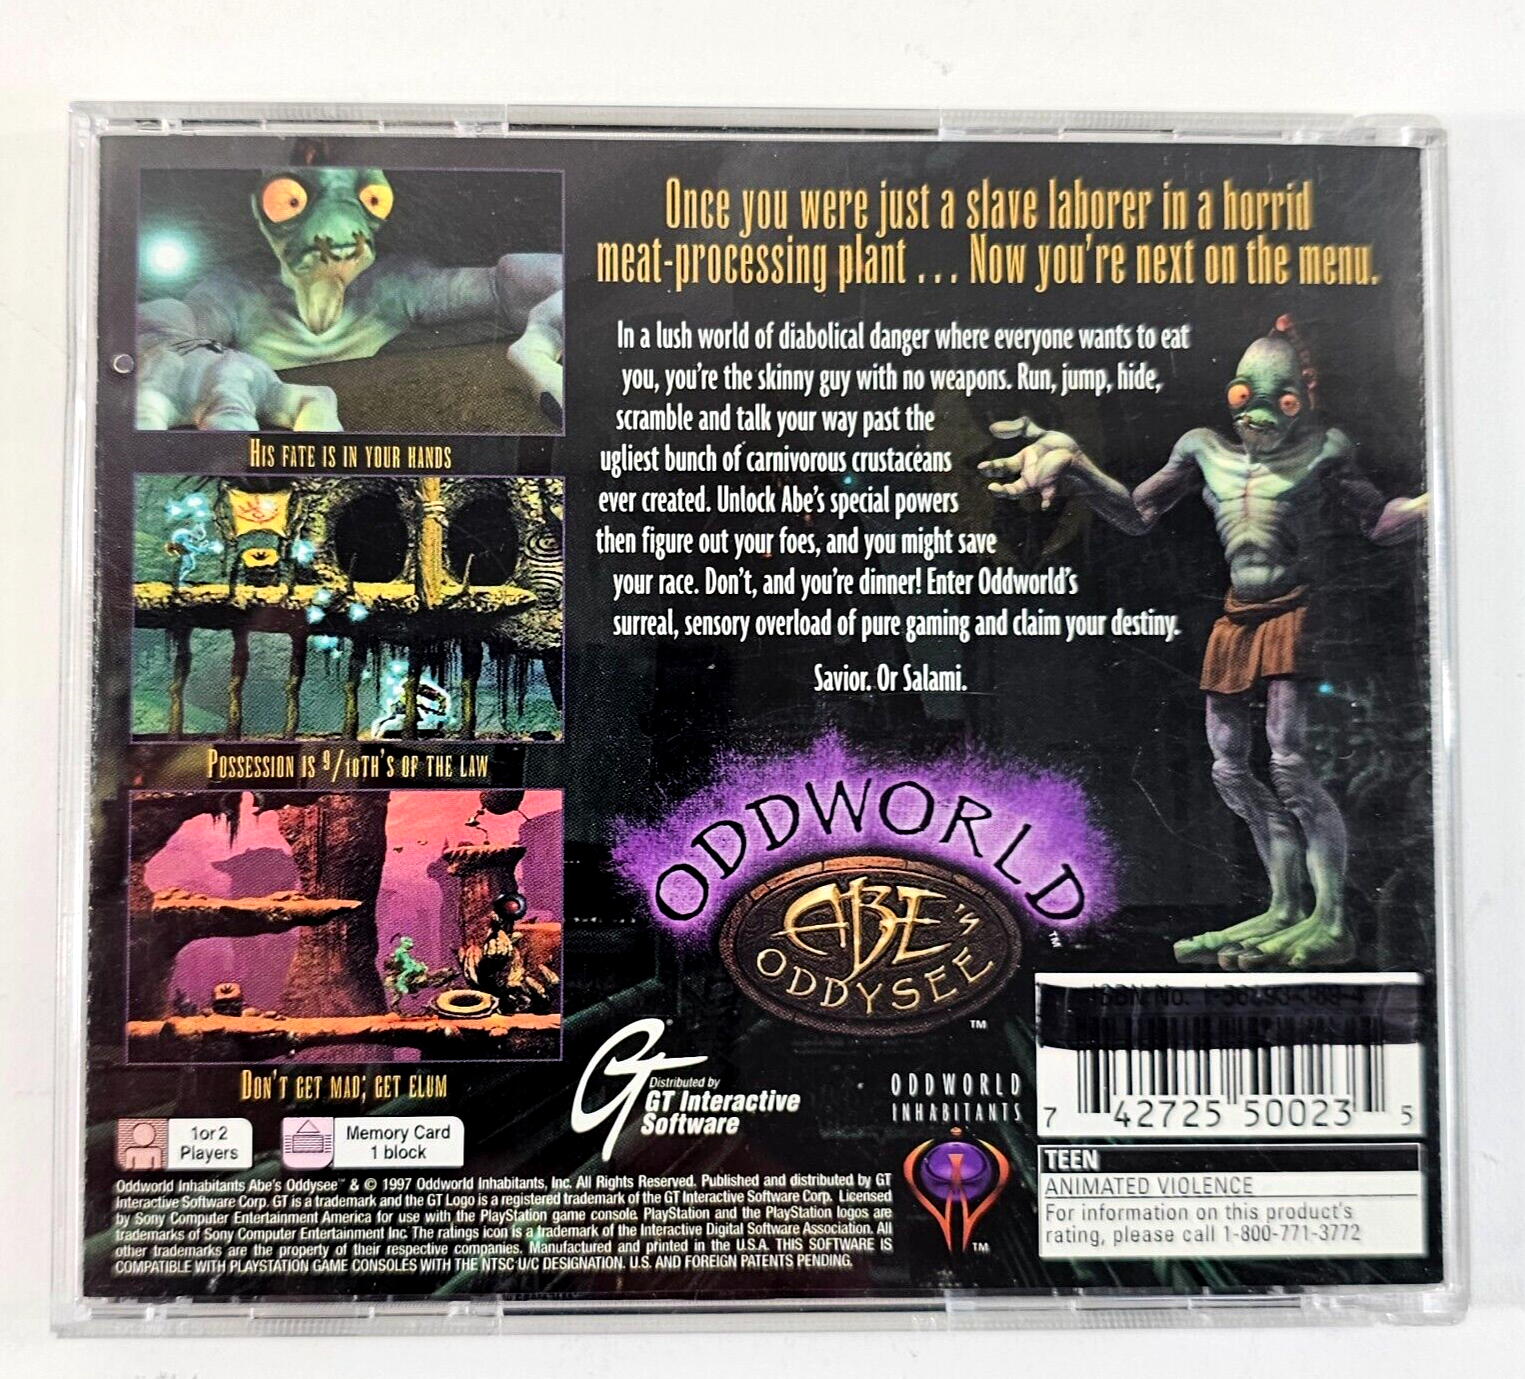 Once you were just a slave laborer in a horrid
meat-processing plant . . . Now you're next on the menu.
In a lush world of diabolical danger where everyone wants to eat
you, you're the skinny guy with no weapons. Run, jump, hide,
scramble and talk your way past the
ugliest bunch of carnivorous crustaceans
ever created. Unlock Abe's special powers
then figure out your foes, and you might save
your race. Don't, and you're dinner! Enter Oddworld's
surreal, sensory overload of pure gaming and claim your destiny.
Savior. Or Salami.
HIS FATE IS IN YOUR HANDS
POSSESSION IS 9/10TH'S OF THE LAW
DON'T GET MAD; GET ELUM
ODDWORLD
ABE'S
ODDYSEE
TM
TM
GT
Distributed by
GT Interactive
Software
ODDWORLD
INHABITANTS
TM
ISBN No.
7 42725 50023 5
TEEN
ANIMATED VIOLENCE
For information on this product's
rating, please call 1-800-771-3772
1 or 2
Players
Memory Card
1 block
Oddworld Inhabitants Abe's Oddysee™ & © 1997 Oddworld Inhabitants, Inc. All Rights Reserved. Published and distributed by GT
Interactive Software Corp. GT is a trademark and the GT Logo is a registered trademark of the GT Interactive Software Corp. Licensed
by Sony Computer Entertainment America for use with the PlayStation game console. PlayStation and the PlayStation logos are
trademarks of Sony Computer Entertainment Inc. The ratings icon is a trademark of the Interactive Digital Software Association. All
other trademarks are the property of their respective companies. Manufactured and printed in the U.S.A. THIS SOFTWARE IS
COMPATIBLE WITH PLAYSTATION GAME CONSOLES WITH THE NTSC U/C DESIGNATION. U.S. AND FOREIGN PATENTS PENDING.